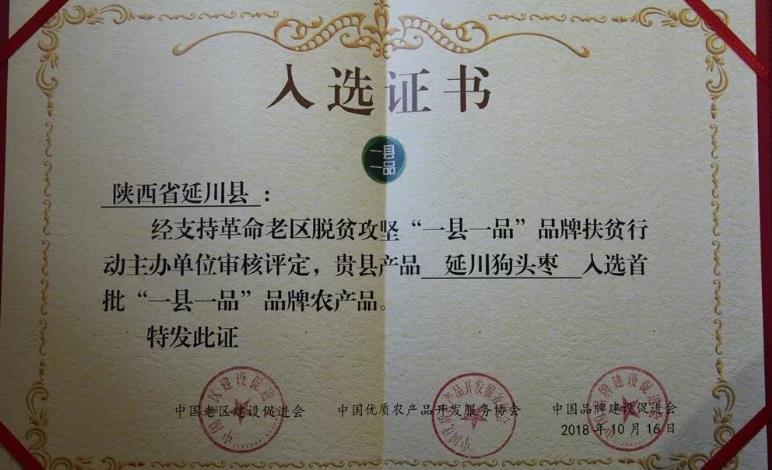 入选证书
一县
一品
陕西省延川县：
经支持革命老区脱贫攻坚“一县一品”品牌扶贫行
动主办单位审核评定，贵县产品 延川狗头枣 入选首
批“一县一品”品牌农产品。
特发此证
中国老区建设促进会 中国优质农产品开发服务协会 中国品牌建设促进会
2018年10月16日